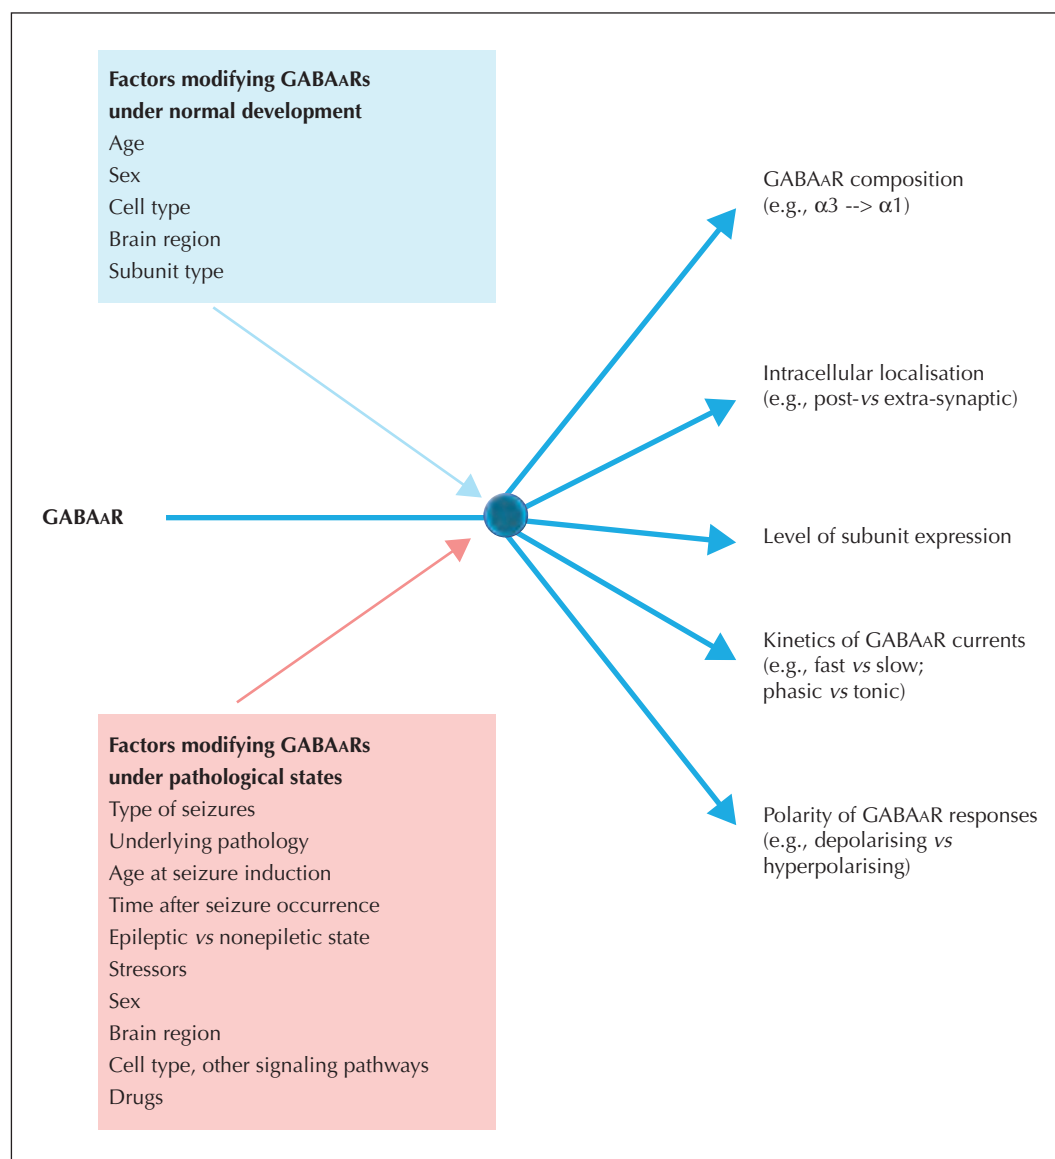 Factors modifying GABAARs
under normal development
Age
Sex
Cell type
Brain region
Subunit type
GABAAR composition
(e.g., α3 --> α1)
Intracellular localisation
(e.g., post-vs extra-synaptic)
GABAAR
Level of subunit expression
Kinetics of GABAAR currents
(e.g., fast vs slow;
phasic vs tonic)
Factors modifying GABAARs
under pathological states
Type of seizures
Underlying pathology
Age at seizure induction
Time after seizure occurrence
Epileptic vs nonepiletic state
Stressors
Sex
Brain region
Cell type, other signaling pathways
Drugs
Polarity of GABAAR responses
(e.g., depolarising vs
hyperpolarising)